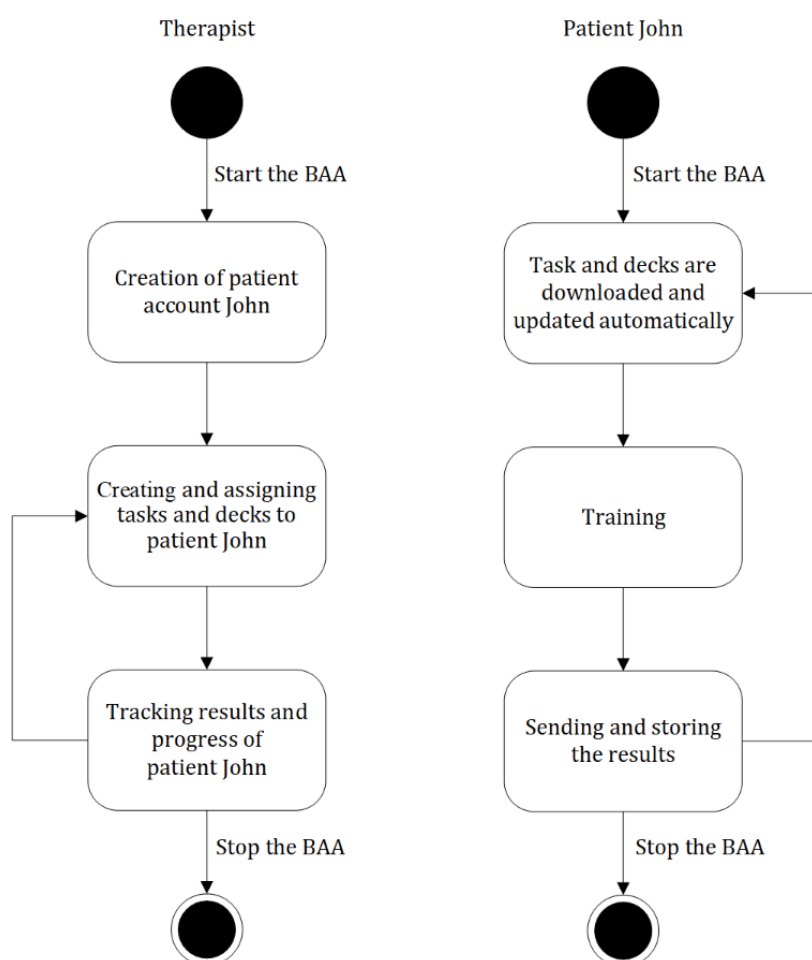 Therapist
Patient John
Start the BAA
Start the BAA
Creation of patient
account John
Task and decks are
downloaded and
updated automatically
Creating and assigning
tasks and decks to
patient John
Training
Tracking results and
progress of
patient John
Sending and storing
the results
Stop the BAA
Stop the BAA